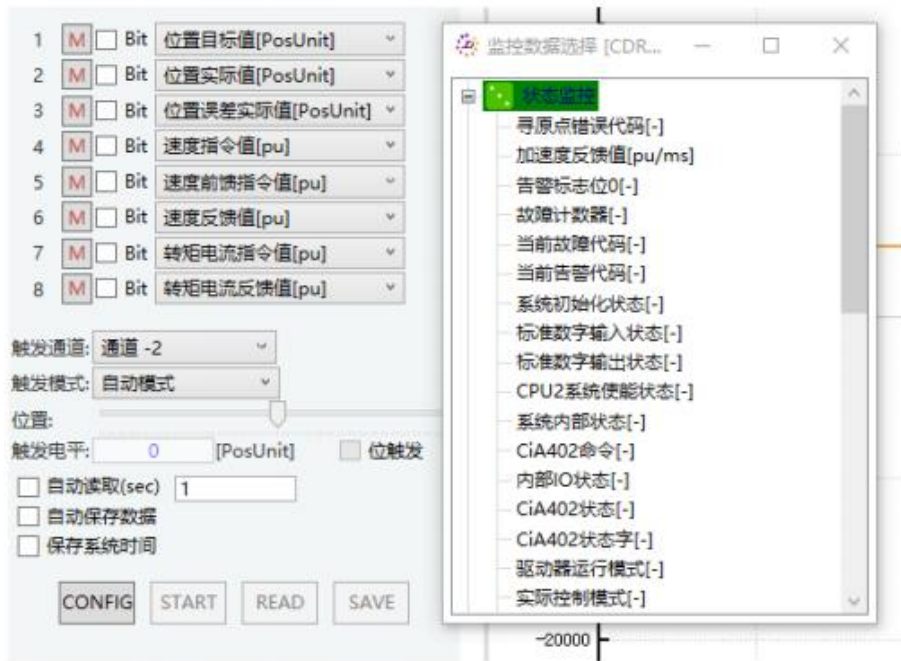 1 M Bit 位置目标值[PosUnit]
2 M Bit 位置实际值[PosUnit]
3 M Bit 位置误差实际值[PosUnit]
4 M Bit 速度指令值[pu]
5 M Bit 速度前馈指令值[pu]
6 M Bit 速度反馈值[pu]
7 M Bit 转矩电流指令值[pu]
8 M Bit 转矩电流反馈值[pu]
触发通道: 通道 -2
触发模式: 自动模式
位置:
触发电平: 0 [PosUnit] 位触发
自动读取(sec) 1
自动保存数据
保存系统时间
CONFIG START READ SAVE
监控数据选择 [CDR...
状态监控
寻原点错误代码[-]
加速度反馈值[pu/ms]
告警标志位0[-]
故障计数器[-]
当前故障代码[-]
当前告警代码[-]
系统初始化状态[-]
标准数字输入状态[-]
标准数字输出状态[-]
CPU2系统使能状态[-]
系统内部状态[-]
CiA402命令[-]
内部IO状态[-]
CiA402状态[-]
CiA402状态字[-]
驱动器运行模式[-]
实际控制模式[-]
-20000